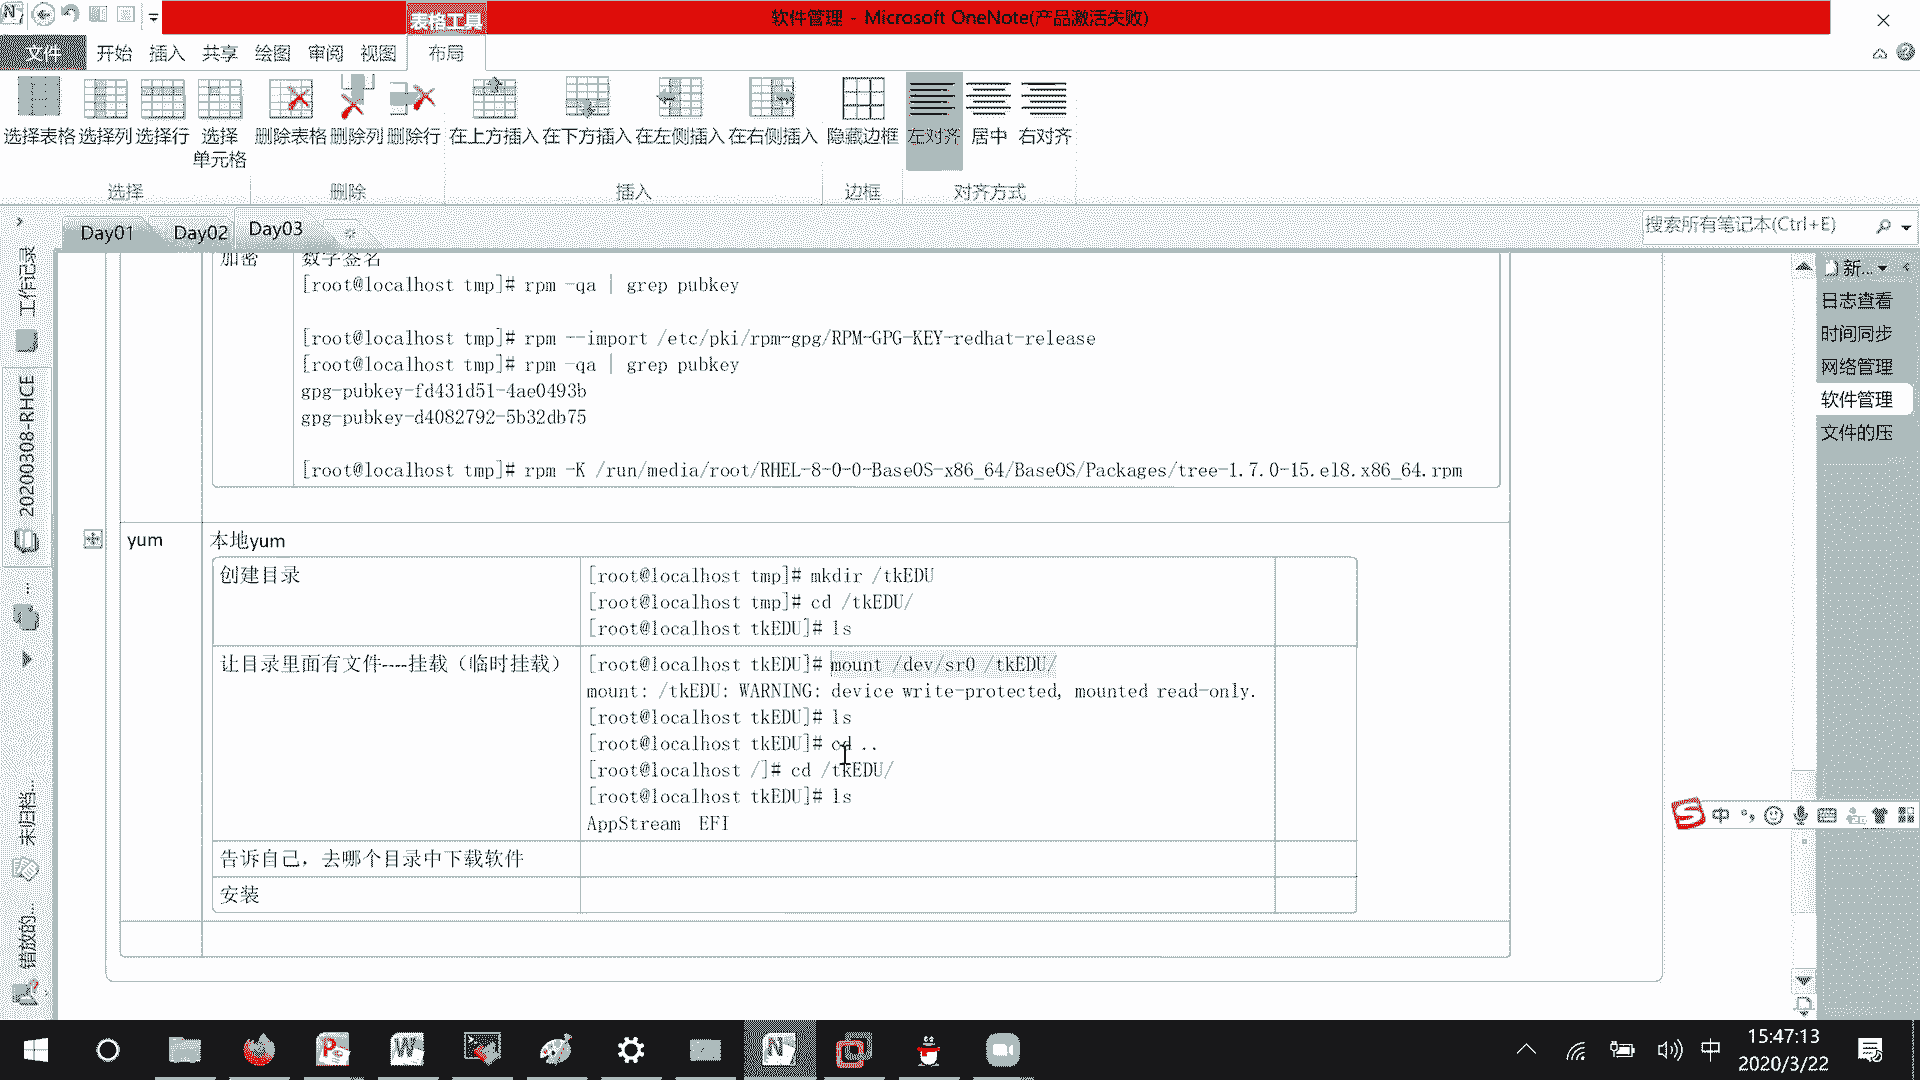 软件管理 - Microsoft OneNote(产品激活失败)
表格工具
文件 开始 插入 共享 绘图 审阅 视图 布局
选择表格 选择列 选择行 选择单元格 删除表格 删除列 删除行 在上方插入 在下方插入 在左侧插入 在右侧插入 隐藏边框 左对齐 居中 右对齐
选择 删除 插入 边框 对齐方式
Day01 Day02 Day03
搜索所有笔记本(Ctrl+E)
工作记录
20200308-RHCE
...
未归档...
错放的...
新...
日志查看
时间同步
网络管理
软件管理
文件的压
加密 数字签名
[root@localhost tmp]# rpm -qa | grep pubkey
[root@localhost tmp]# rpm --import /etc/pki/rpm-gpg/RPM-GPG-KEY-redhat-release
[root@localhost tmp]# rpm -qa | grep pubkey
gpg-pubkey-fd431d51-4ae0493b
gpg-pubkey-d4082792-5b32db75
[root@localhost tmp]# rpm -K /run/media/root/RHEL-8-0-0-BaseOS-x86_64/BaseOS/Packages/tree-1.7.0-15.el8.x86_64.rpm
yum 本地yum
创建目录 [root@localhost tmp]# mkdir /tkEDU
[root@localhost tmp]# cd /tkEDU/
[root@localhost tkEDU]# ls
让目录里面有文件----挂载（临时挂载） [root@localhost tkEDU]# mount /dev/sr0 /tkEDU/
mount: /tkEDU: WARNING: device write-protected, mounted read-only.
[root@localhost tkEDU]# ls
[root@localhost tkEDU]# cd ..
[root@localhost /]# cd /tkEDU/
[root@localhost tkEDU]# ls
AppStream EFI
告诉自己，去哪个目录中下载软件
安装
中
中
15:47:13
2020/3/22